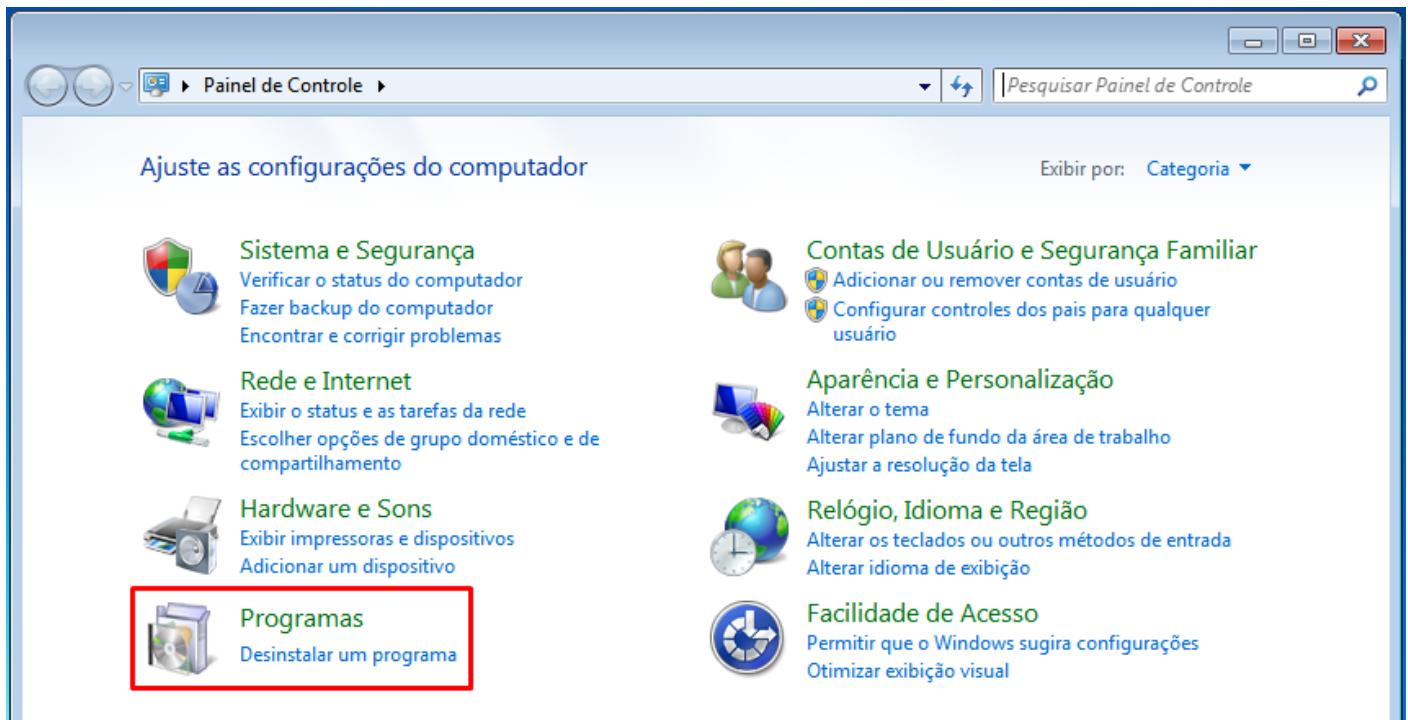 Painel de Controle
Pesquisar Painel de Controle
Ajuste as configurações do computador
Exibir por: Categoria
Sistema e Segurança
Verificar o status do computador
Fazer backup do computador
Encontrar e corrigir problemas
Rede e Internet
Exibir o status e as tarefas da rede
Escolher opções de grupo doméstico e de
compartilhamento
Hardware e Sons
Exibir impressoras e dispositivos
Adicionar um dispositivo
Programas
Desinstalar um programa
Contas de Usuário e Segurança Familiar
Adicionar ou remover contas de usuário
Configurar controles dos pais para qualquer
usuário
Aparência e Personalização
Alterar o tema
Alterar plano de fundo da área de trabalho
Ajustar a resolução da tela
Relógio, Idioma e Região
Alterar os teclados ou outros métodos de entrada
Alterar idioma de exibição
Facilidade de Acesso
Permitir que o Windows sugira configurações
Otimizar exibição visual